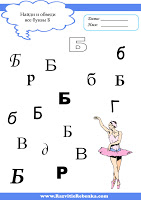 Найди и обведи
все буквы Б
Дата:
Имя:
Б
Б б
Б Р б Б
Б Б Г
б В
В д В
Б Р
www.RazvitieRebenka.com